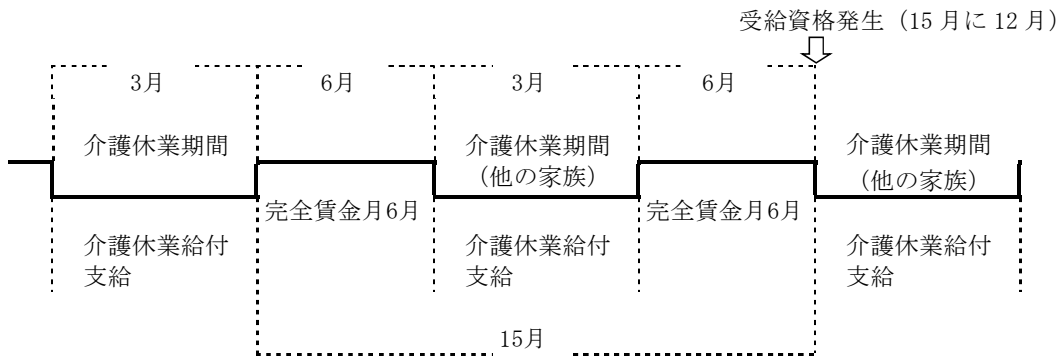 受給資格発生（15月に12月）
3月
6月
3月
6月
介護休業期間
介護休業期間
（他の家族）
介護休業期間
（他の家族）
完全賃金月6月
完全賃金月6月
介護休業給付
支給
介護休業給付
支給
介護休業給付
支給
15月